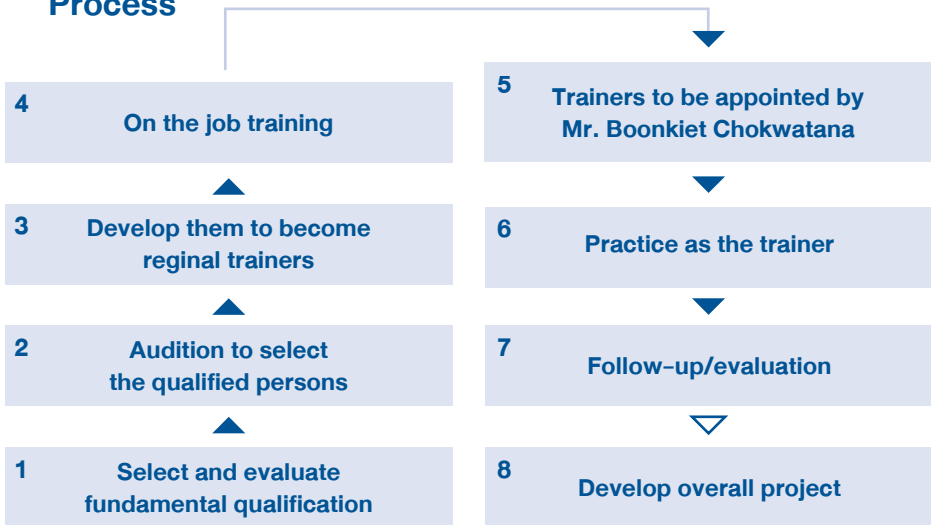 Process
4
On the job training
3
Develop them to become
reginal trainers
2
Audition to select
the qualified persons
1
Select and evaluate
fundamental qualification
5
Trainers to be appointed by
Mr. Boonkiet Chokwatana
6
Practice as the trainer
7
Follow-up/evaluation
8
Develop overall project